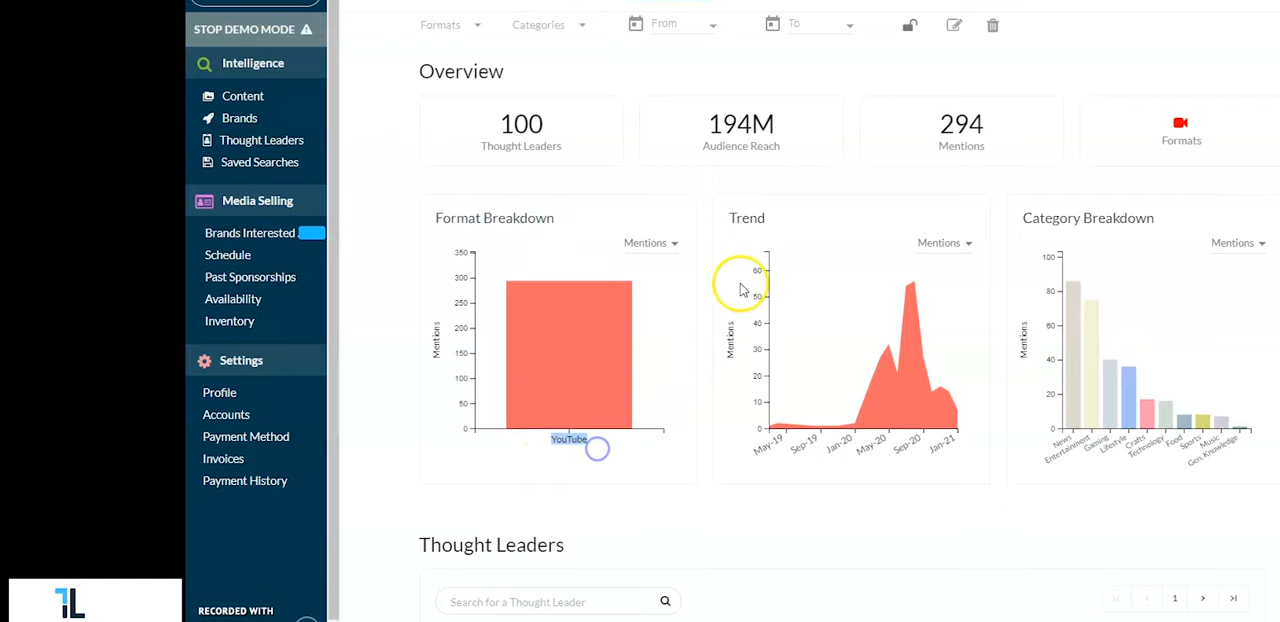 STOP DEMO MODE
Intelligence
Content
Brands
Thought Leaders
Saved Searches
Media Selling
Brands Interested
Schedule
Past Sponsorships
Availability
Inventory
Settings
Profile
Accounts
Payment Method
Invoices
Payment History
RECORDED WITH
TL
Formats
Categories
From
To
Overview
100
Thought Leaders
194M
Audience Reach
294
Mentions
Formats
Format Breakdown
Mentions
350
300
250
200
150
100
50
0
Mentions
YouTube
Trend
Mentions
60
50
40
30
20
10
0
Mentions
May-19
Sep-19
Jan-20
May-20
Sep-20
Jan-21
Category Breakdown
Mentions
100
80
60
40
20
0
Mentions
News
Entertainment
Gaming
Lifestyle
Crafts
Technology
Food
Sports
Music
Gen. Knowledge
Thought Leaders
Search for a Thought Leader
1